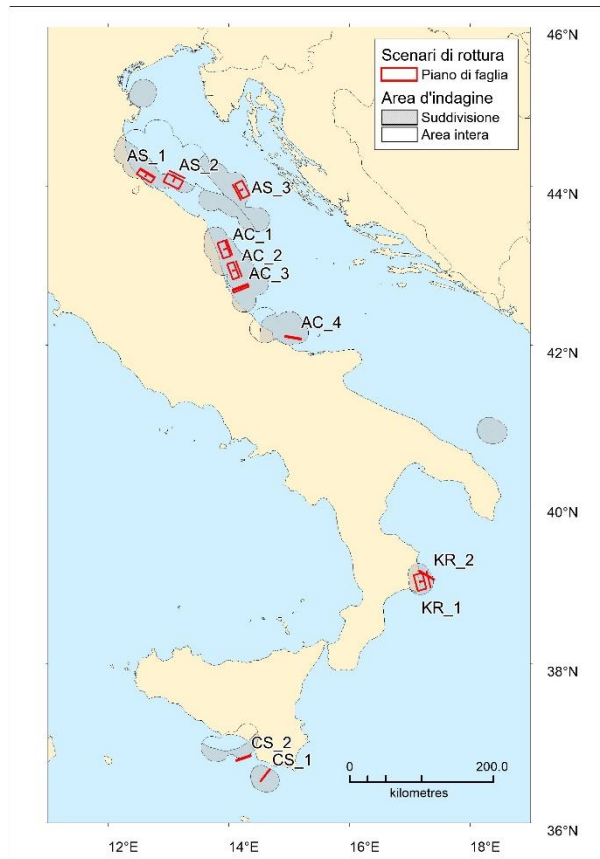 46°N
Scenari di rottura
Piano di faglia
Area d'indagine
Suddivisione
Area intera
AS_1
AS_2
AS_3
44°N
AC_1
AC_2
AC_3
AC_4
42°N
40°N
KR_2
KR_1
38°N
CS_2
CS_1
0 200.0
kilometres
36°N
12°E 14°E 16°E 18°E